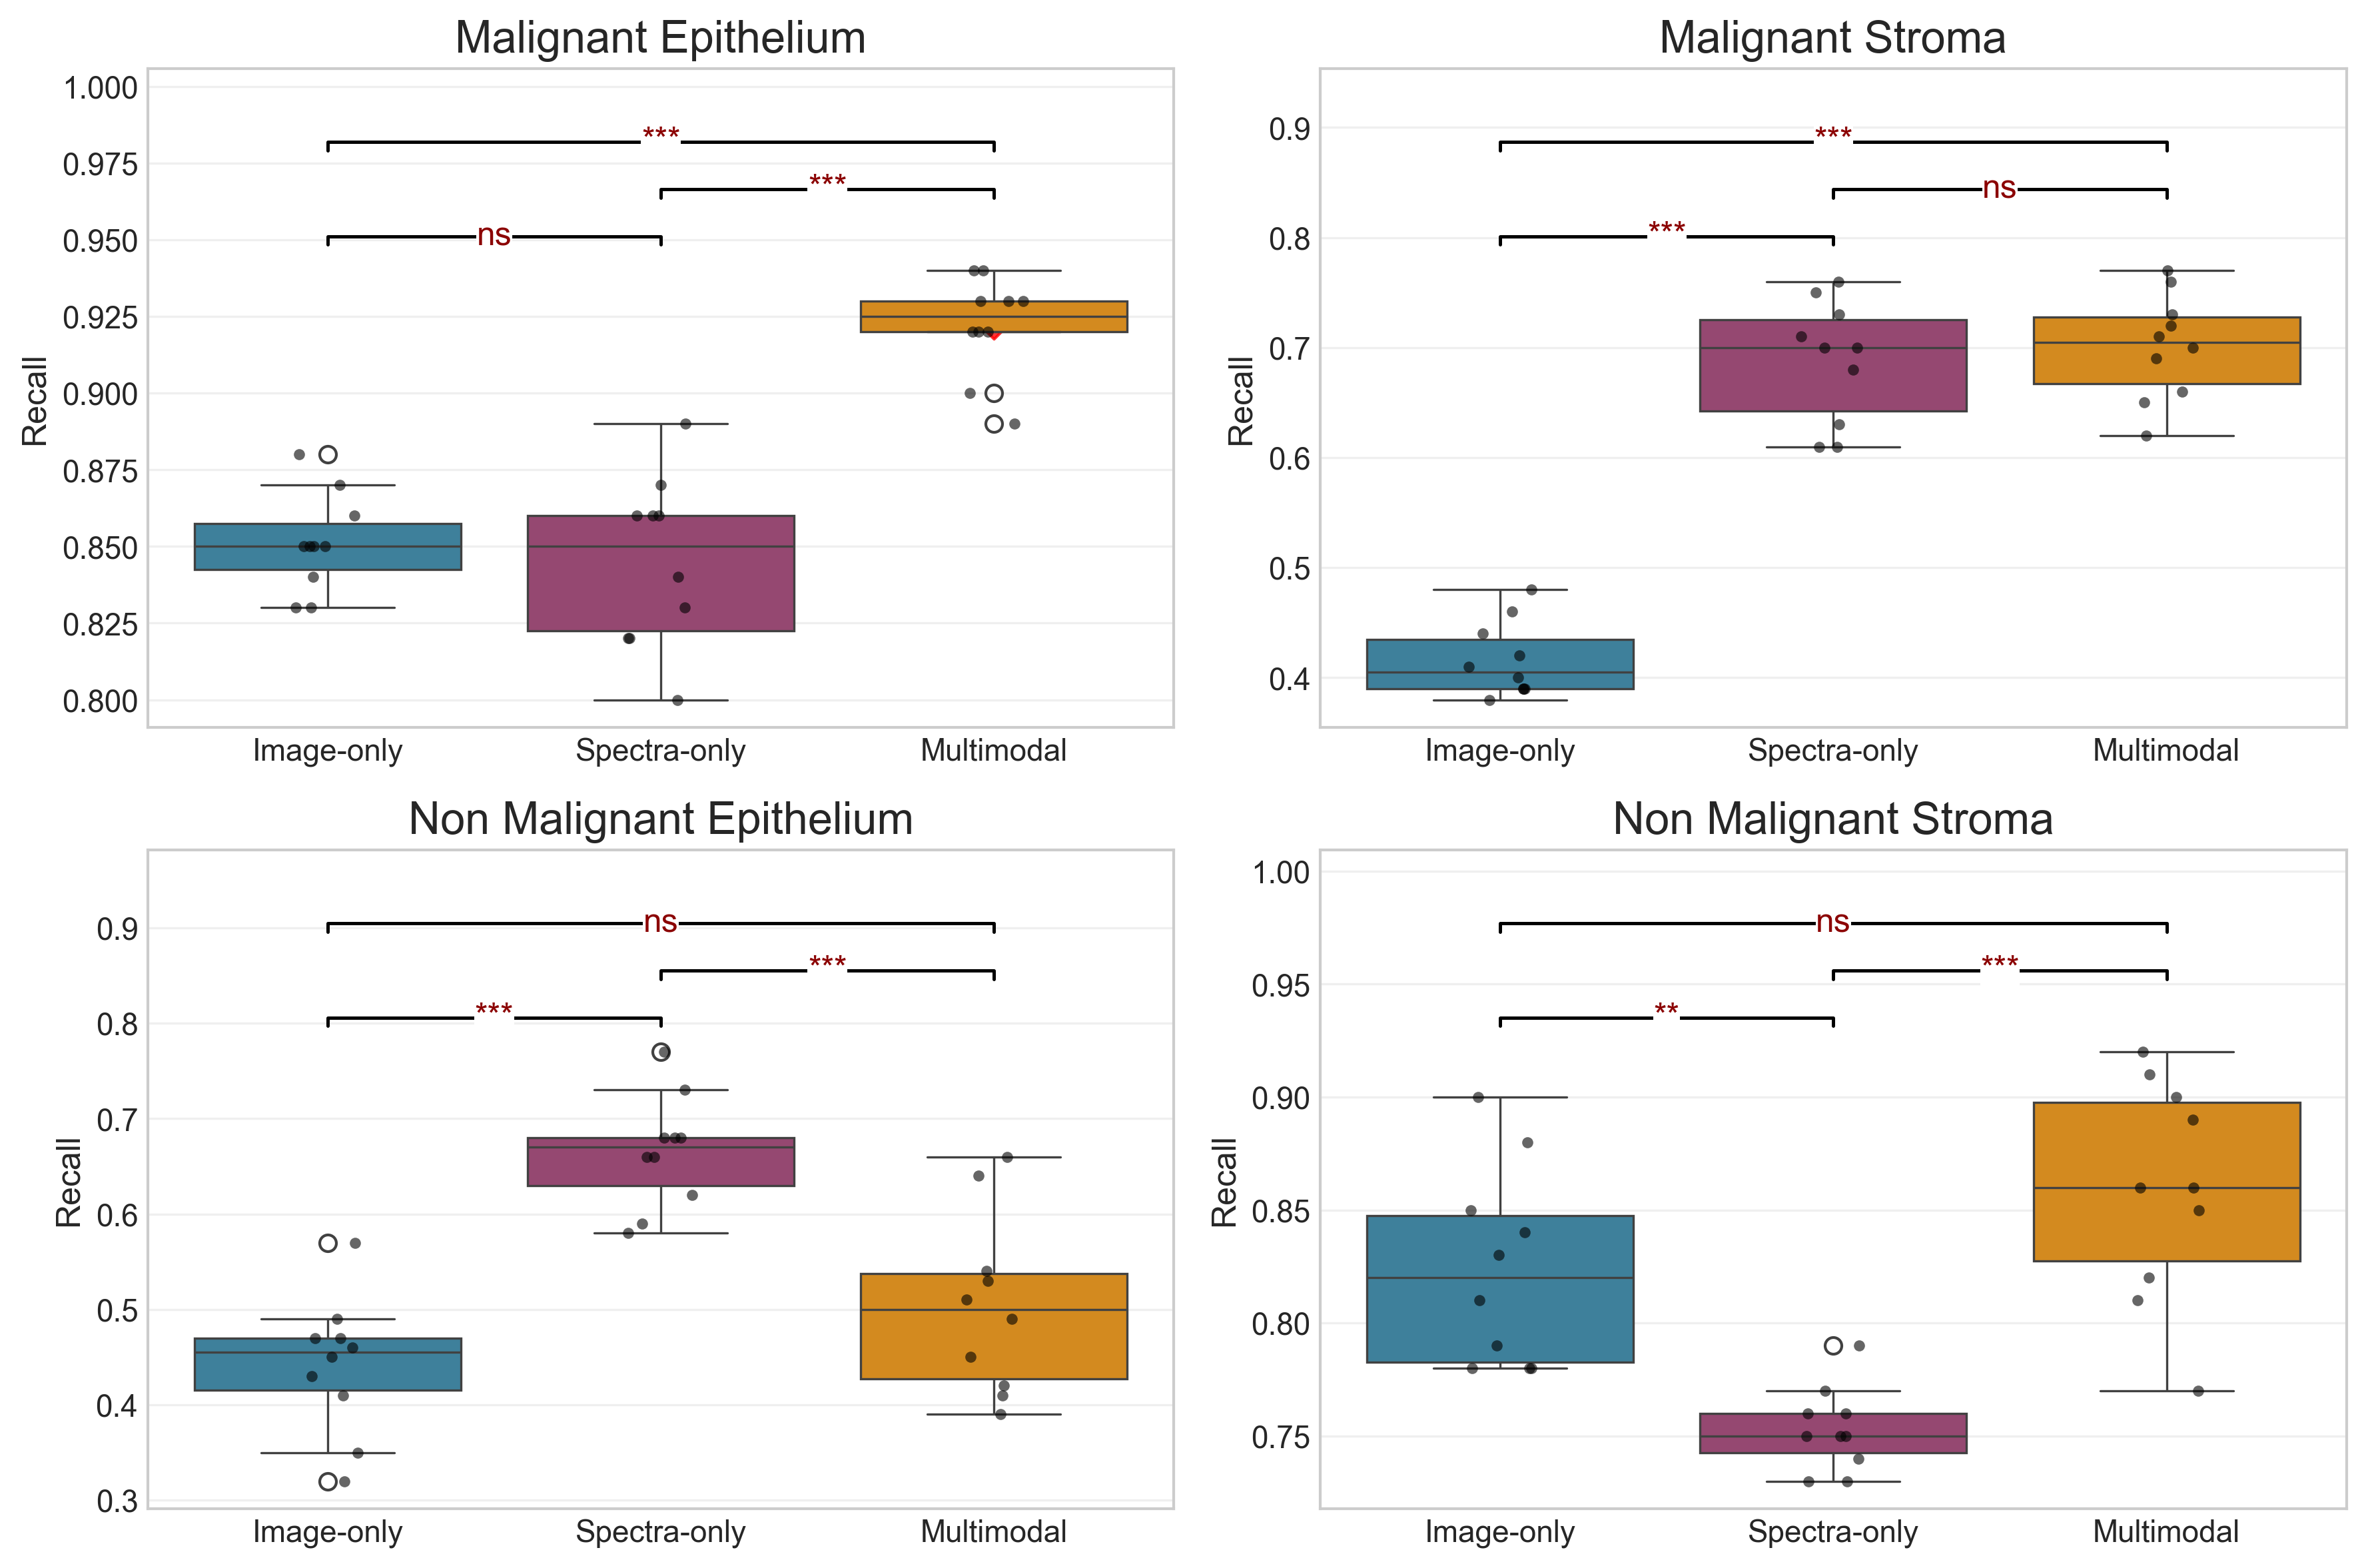 Malignant Epithelium
1.000
0.975
0.950
0.925
0.900
0.875
0.850
0.825
0.800
Recall
***
***
ns
Image-only
Spectra-only
Multimodal
Malignant Stroma
0.9
0.8
0.7
0.6
0.5
0.4
Recall
***
ns
***
Image-only
Spectra-only
Multimodal
Non Malignant Epithelium
0.9
0.8
0.7
0.6
0.5
0.4
0.3
Recall
ns
***
***
Image-only
Spectra-only
Multimodal
Non Malignant Stroma
1.00
0.95
0.90
0.85
0.80
0.75
Recall
ns
***
**
Image-only
Spectra-only
Multimodal